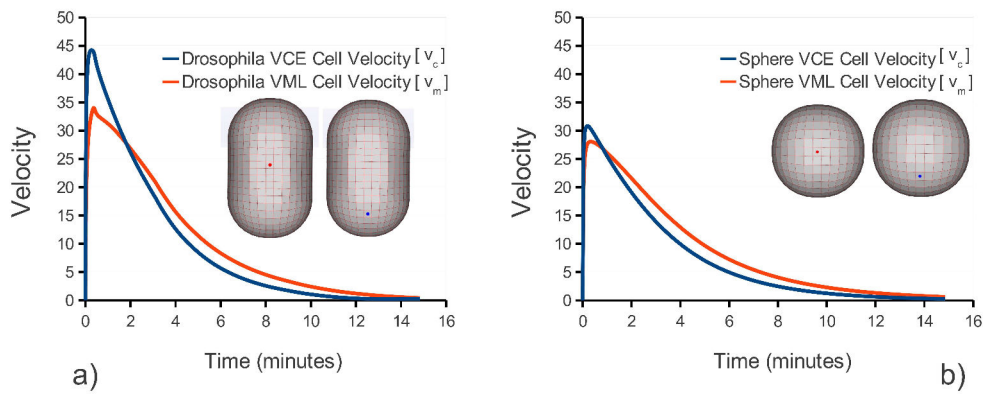 50
45
40
35
30
25
20
15
10
5
0
Velocity
Drosophila VCE Cell Velocity [ v_c ]
Drosophila VML Cell Velocity [ v_m ]
0 2 4 6 8 10 12 14 16
Time (minutes)
a)
50
45
40
35
30
25
20
15
10
5
0
Velocity
Sphere VCE Cell Velocity [ v_c ]
Sphere VML Cell Velocity [ v_m ]
0 2 4 6 8 10 12 14 16
Time (minutes)
b)